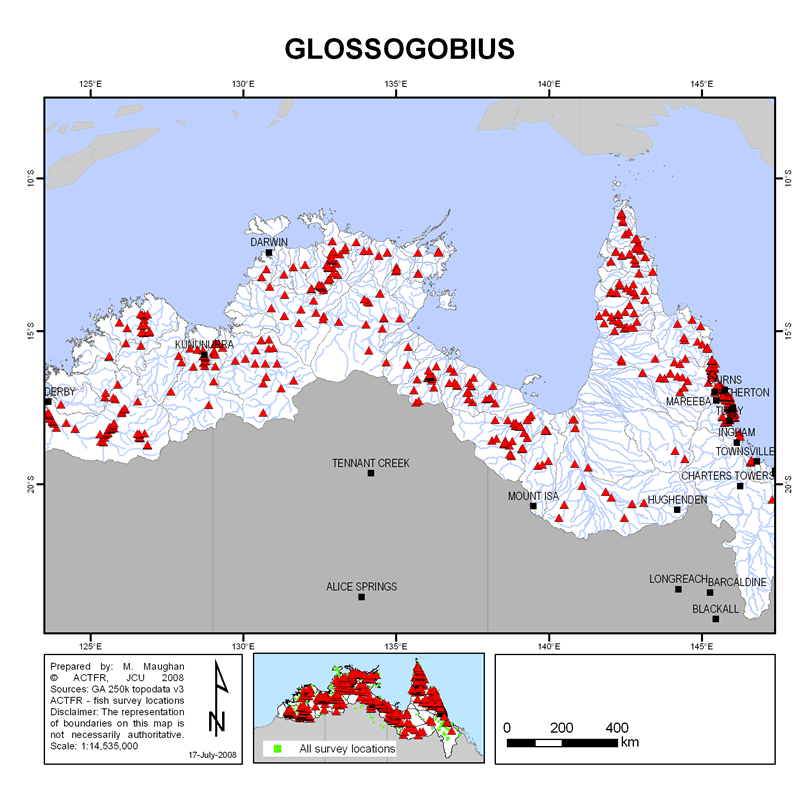 GLOSSOGOBIUS
125°E 130°E 135°E 140°E 145°E
10°S 10°S
DARWIN
15°S 15°S
KUNUNURRA
DERBY
MAREEBA
INGHAM
TOWNSVILLE
TENNANT CREEK
CHARTERS TOWERS
20°S 20°S
MOUNT ISA
HUGHENDEN
ALICE SPRINGS
LONGREACH
BARCALDINE
BLACKALL
125°E 130°E 135°E 140°E 145°E
Prepared by: M. Maughan
© ACTFR, JCU 2008
Sources: GA 250k topodata v3
ACTFR - fish survey locations
Disclaimer: The representation
of boundaries on this map is
not necessarily authoritative.
Scale: 1:14,535,000
N
17-July-2008
All survey locations
0 200 400
km